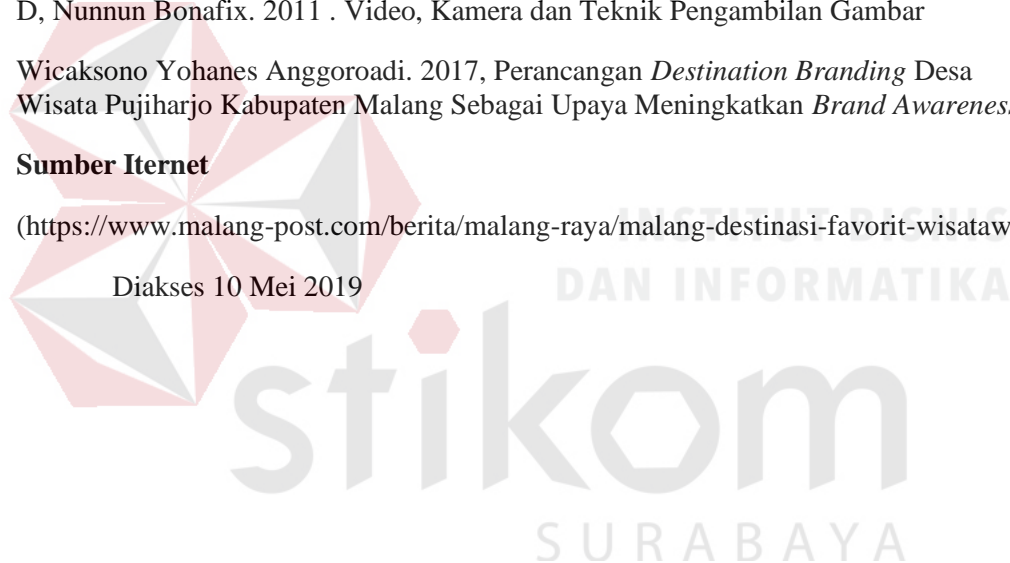 D, Nunnun Bonafix. 2011 . Video, Kamera dan Teknik Pengambilan Gambar
Wicaksono Yohanes Anggoroadi. 2017, Perancangan Destination Branding Desa
Wisata Pujiharjo Kabupaten Malang Sebagai Upaya Meningkatkan Brand Awareness
Sumber Iternet
(https://www.malang-post.com/berita/malang-raya/malang-destinasi-favorit-wisataw
Diakses 10 Mei 2019
INSTITUT BISNIS
DAN INFORMATIKA
stikom
SURABAYA